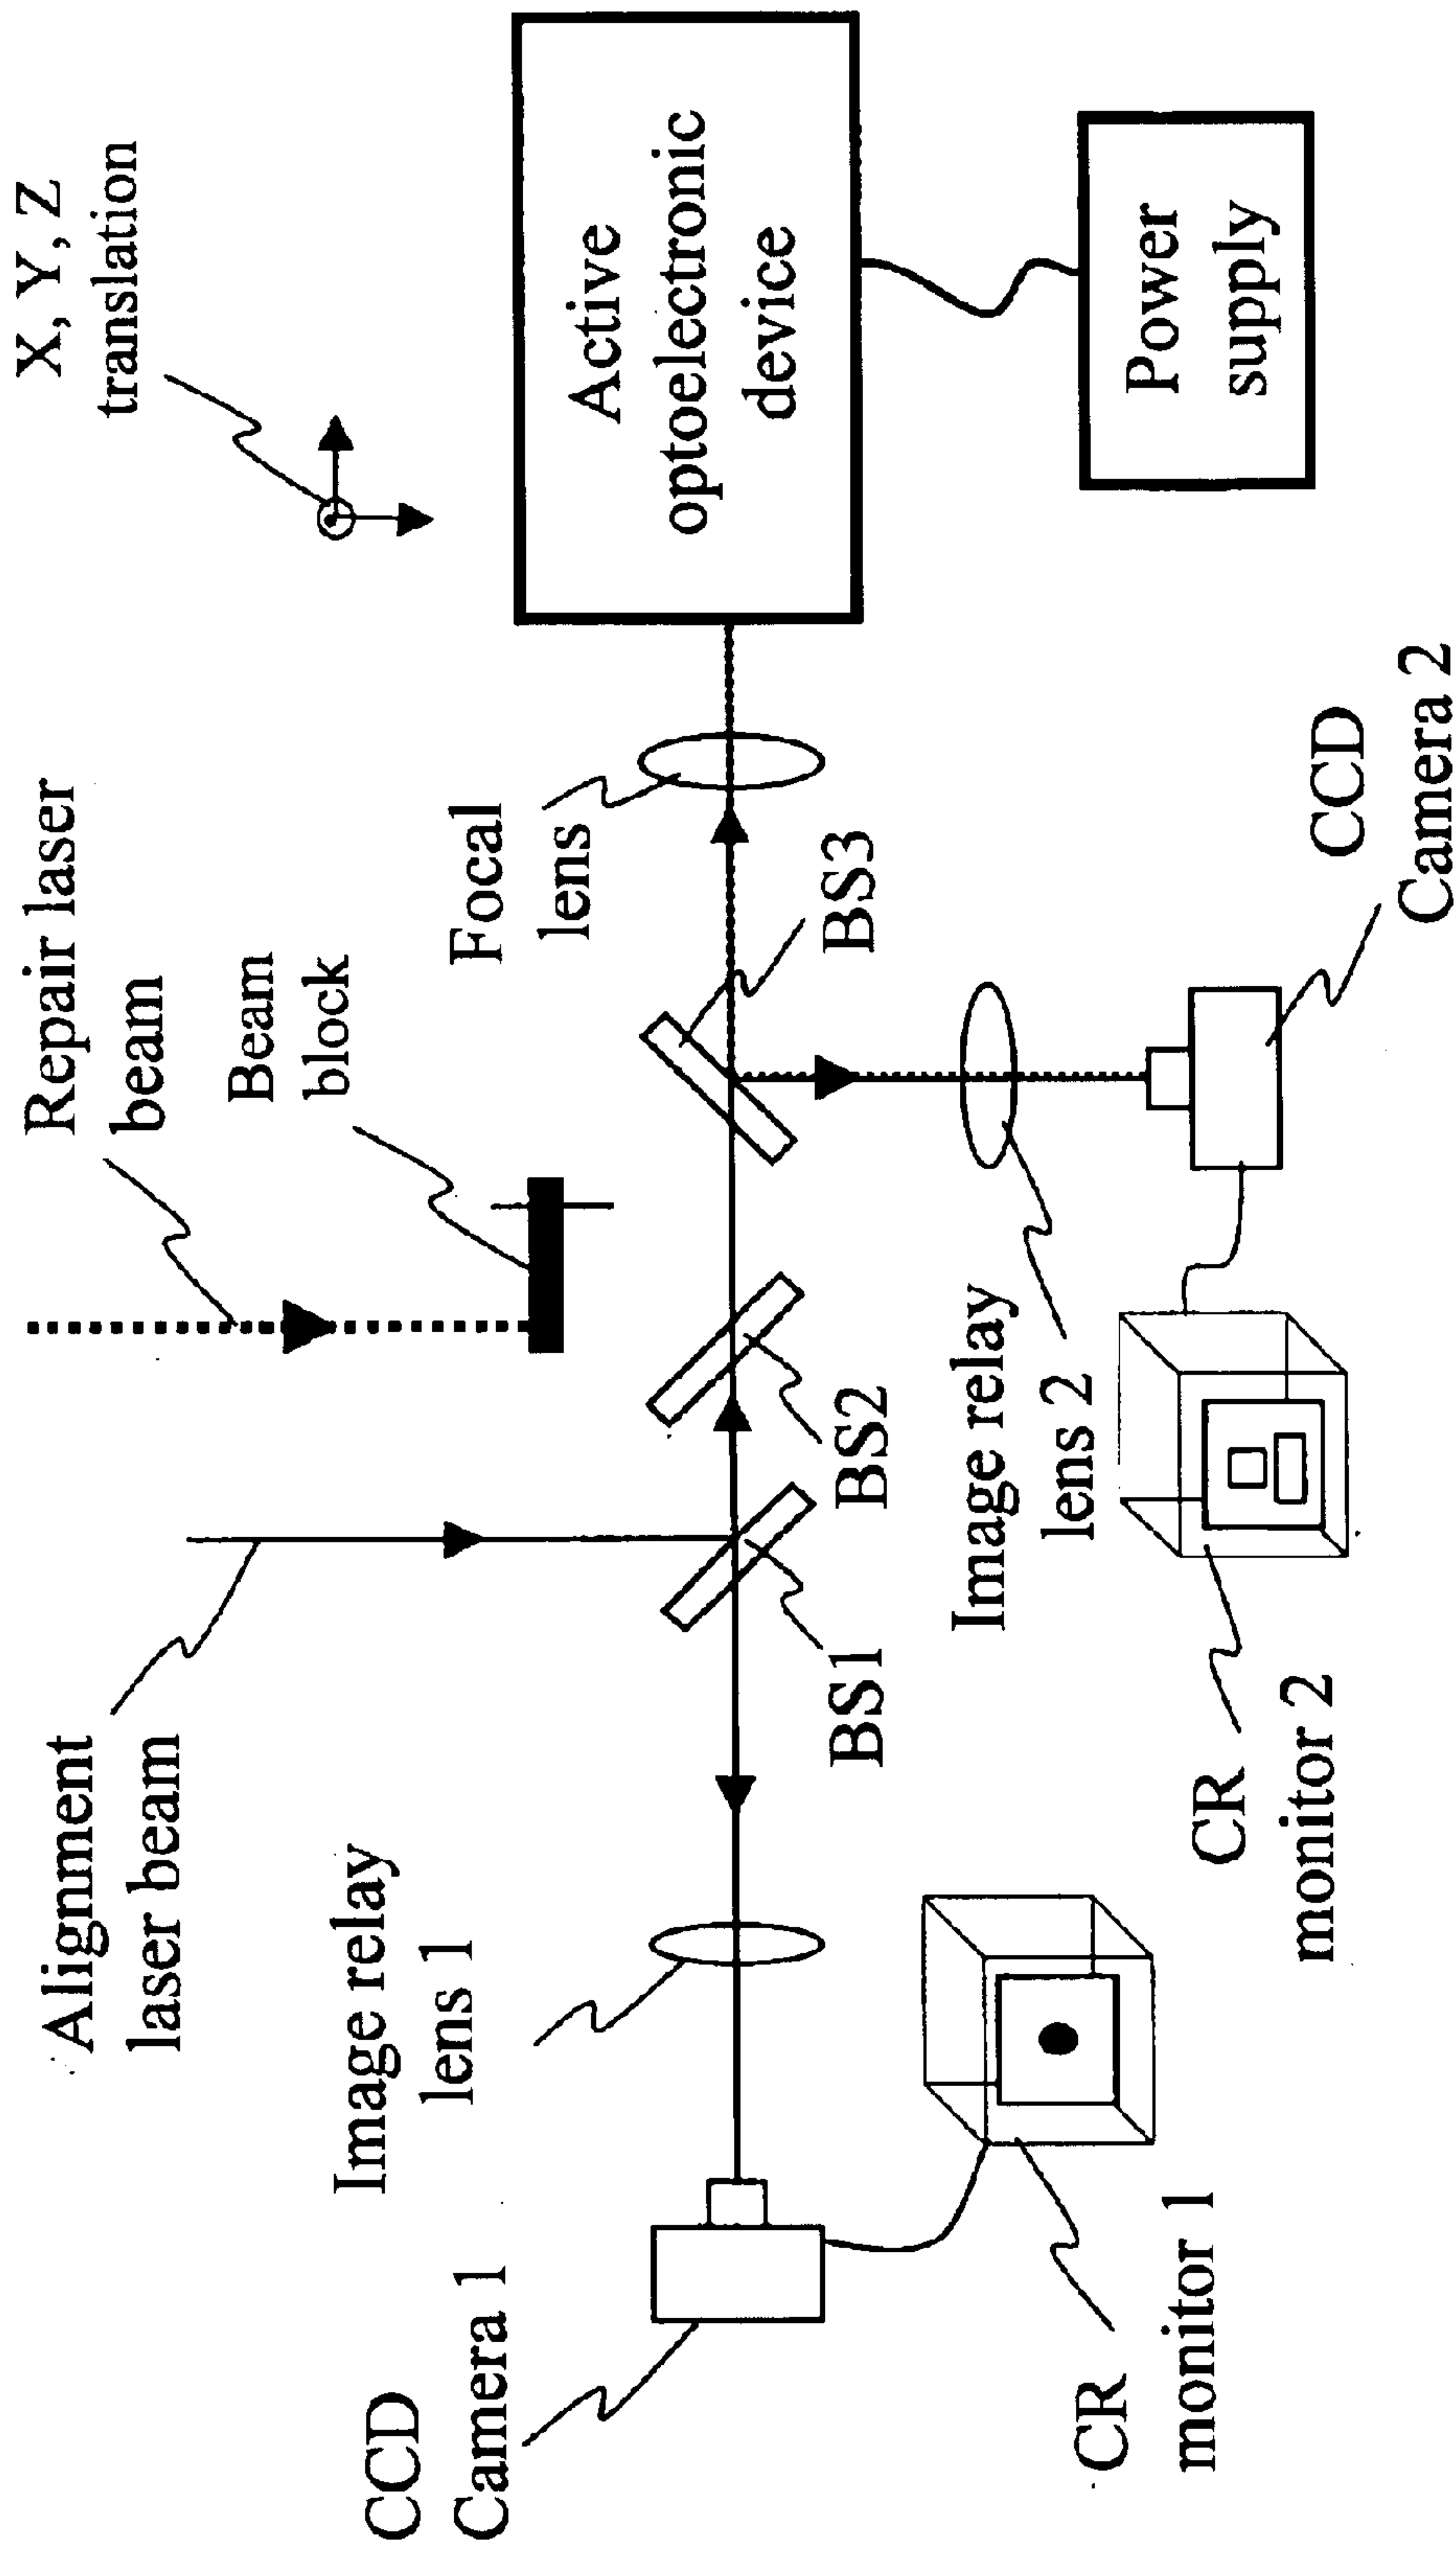 X, Y, Z
translation
Repair laser
beam
Beam
block
Alignment
laser beam
Focal
lens
Active
optoelectronic
device
Image relay
lens 1
CCD
Camera 1
BS1
BS2
BS3
Power
supply
Image relay
lens 2
CCD
Camera 2
CR
monitor 1
CR
monitor 2